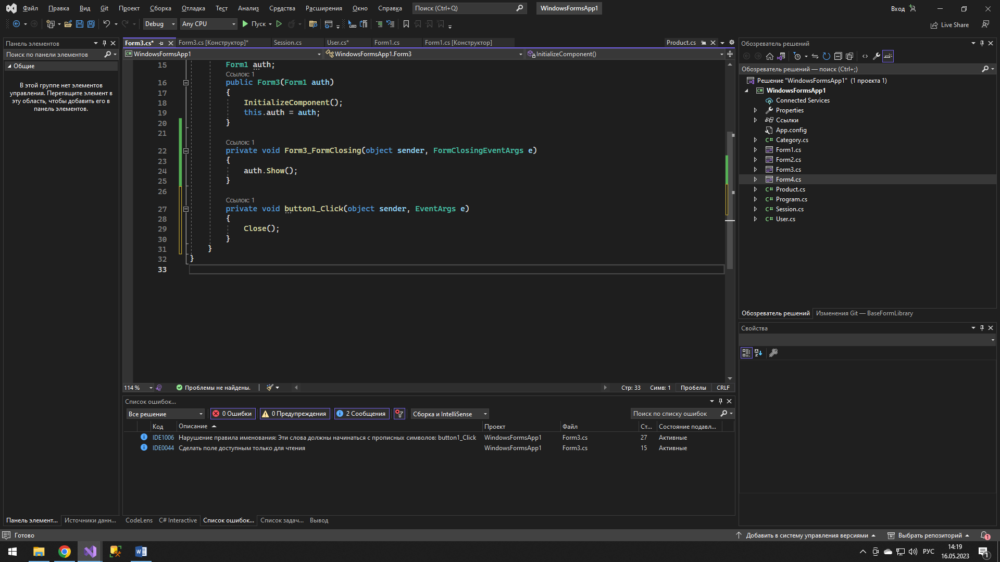 Файл Правка Вид Git Проект Сборка Отладка Тест Анализ Средства Расширения Окно Справка Поиск (Ctrl+Q) WindowsFormsApp1 Вход
Debug Any CPU Пуск Live Share
Панель элементов
Поиск по панели элементов
Общие
В этой группе нет элементов
управления. Перетащите элемент в
эту область, чтобы добавить его в
панель элементов.
Form3.cs* Form3.cs [Конструктор]* Session.cs User.cs* Form1.cs Form1.cs [Конструктор] Product.cs
WindowsFormsApp1 WindowsFormsApp1.Form3 InitializeComponent()
15 Form1 auth;
Ссылок: 1
16 public Form3(Form1 auth)
17 {
18 InitializeComponent();
19 this.auth = auth;
20 }
21
Ссылок: 1
22 private void Form3_FormClosing(object sender, FormClosingEventArgs e)
23 {
24 auth.Show();
25 }
26
Ссылок: 1
27 private void button1_Click(object sender, EventArgs e)
28 {
29 Close();
30 }
31 }
32 }
33
114 % Проблемы не найдены. Стр: 33 Симв: 1 Пробелы CRLF
Список ошибок...
Все решение 0 Ошибки 0 Предупреждения 2 Сообщения Сборка и IntelliSense Поиск по списку ошибок
Код Описание Проект Файл Ст... Состояние подавл...
IDE1006 Нарушение правила именования: Эти слова должны начинаться с прописных символов: button1_Click WindowsFormsApp1 Form3.cs 27 Активные
IDE0044 Сделать поле доступным только для чтения WindowsFormsApp1 Form3.cs 15 Активные
Панель элемент... Источники данн... CodeLens C# Interactive Список ошибок... Список задач... Вывод
Обозреватель решений
Обозреватель решений — поиск (Ctrl+;)
Решение "WindowsFormsApp1" (1 проекта 1)
WindowsFormsApp1
Connected Services
Properties
Ссылки
App.config
C# Category.cs
Form1.cs
Form2.cs
Form3.cs
Form4.cs
C# Product.cs
C# Program.cs
C# Session.cs
C# User.cs
Обозреватель решений Изменения Git — BaseFormLibrary
Свойства
Готово Добавить в систему управления версиями Выбрать репозиторий 1
РУС 14:19
16.05.2023 1